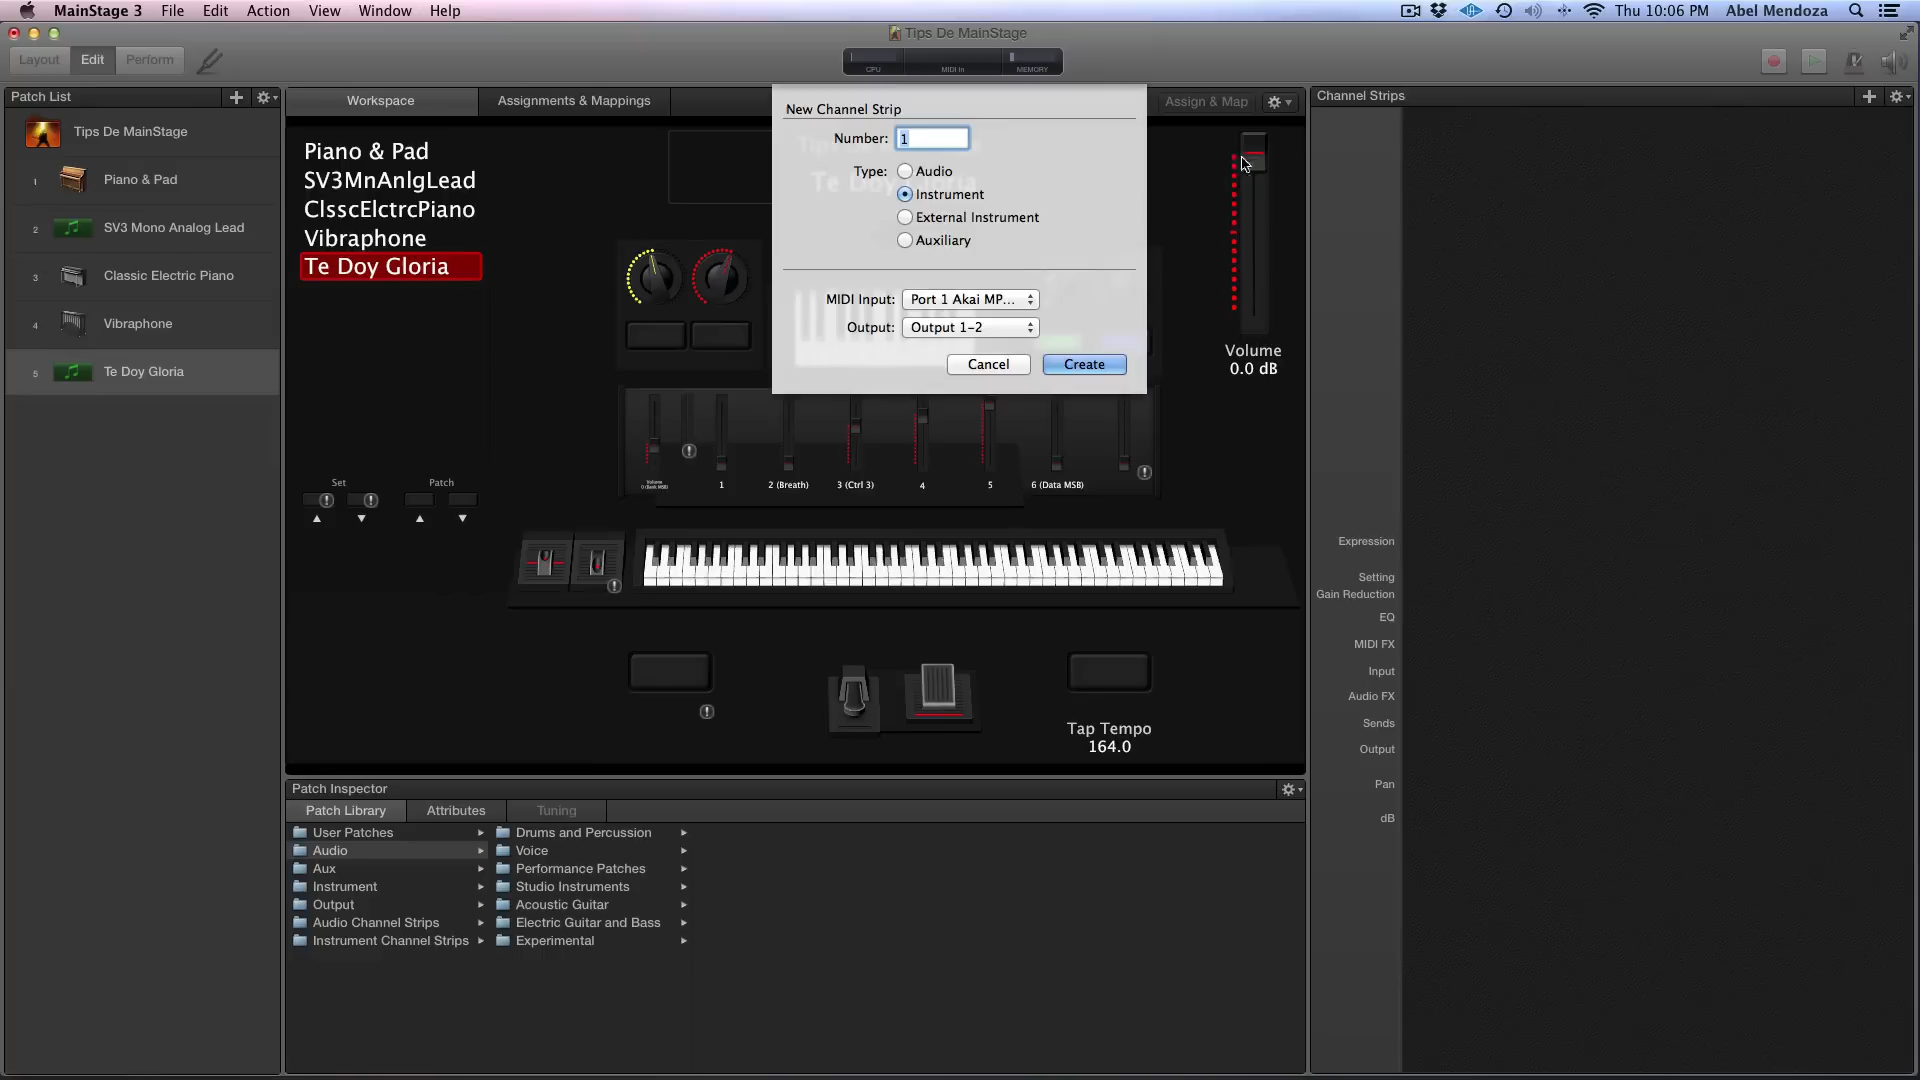 MainStage 3 File Edit Action View Window Help
Thu 10:06 PM Abel Mendoza
Tips De MainStage
Layout Edit Perform
CPU MIDI In MEMORY
Patch List
Workspace Assignments & Mappings Assign & Map
Channel Strips
Tips De MainStage
1 Piano & Pad
2 SV3 Mono Analog Lead
3 Classic Electric Piano
4 Vibraphone
5 Te Doy Gloria
Piano & Pad
SV3MnAnlgLead
ClsscElctrcPiano
Vibraphone
Te Doy Gloria
New Channel Strip
Number: 1
Type: Audio
Instrument
External Instrument
Auxiliary
MIDI Input: Port 1 Akai MP...
Output: Output 1-2
Cancel Create
Te Doy Gloria
Volume
0.0 dB
Set Patch
Volume
0 (Bank MSB) 1 2 (Breath) 3 (Ctrl 3) 4 5 6 (Data MSB)
Tap Tempo
164.0
Expression
Setting
Gain Reduction
EQ
MIDI FX
Input
Audio FX
Sends
Output
Pan
dB
Patch Inspector
Patch Library Attributes Tuning
User Patches Drums and Percussion
Audio Voice
Aux Performance Patches
Instrument Studio Instruments
Output Acoustic Guitar
Audio Channel Strips Electric Guitar and Bass
Instrument Channel Strips Experimental